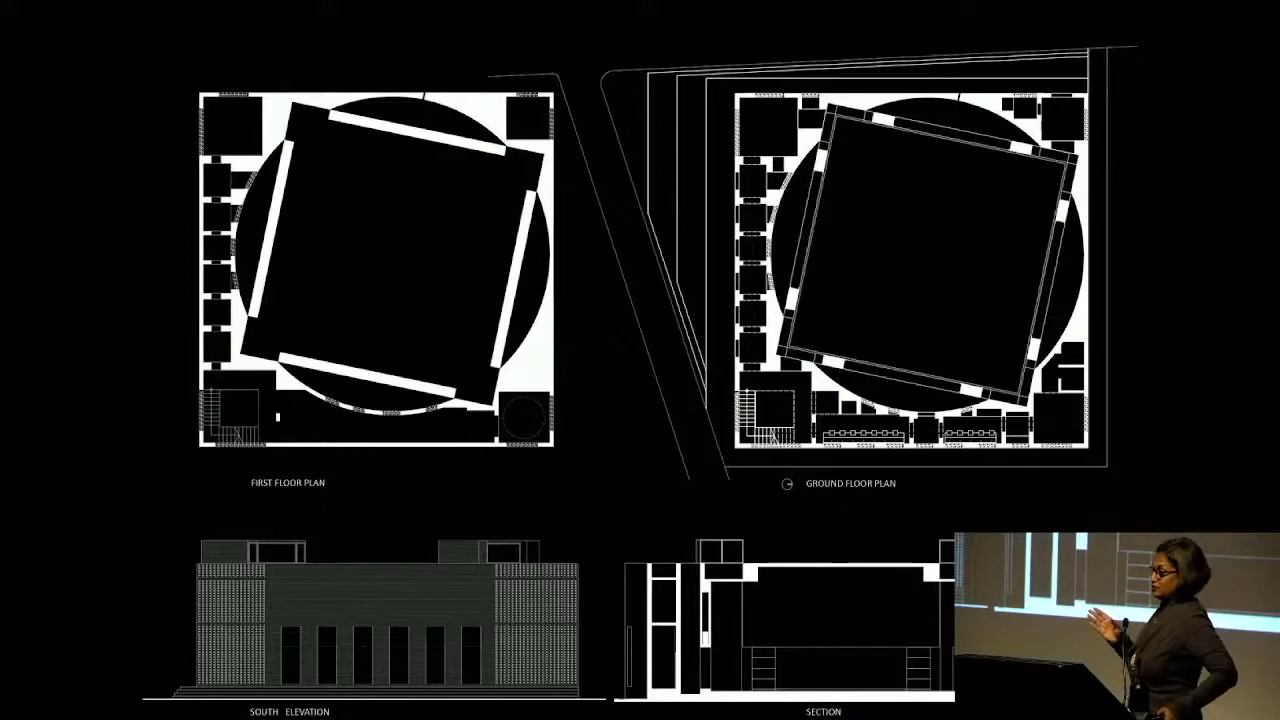 FIRST FLOOR PLAN
GROUND FLOOR PLAN
SOUTH ELEVATION
SECTION